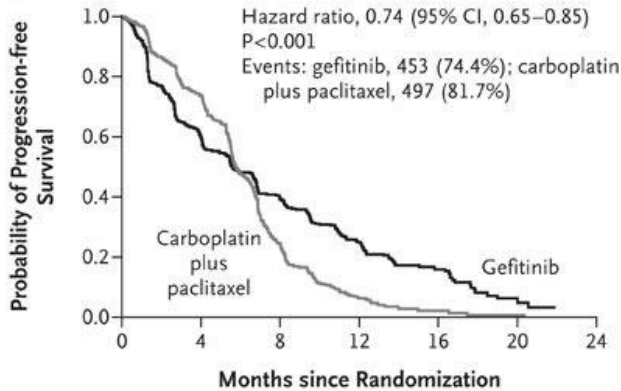 Hazard ratio, 0.74 (95% CI, 0.65–0.85)
P<0.001
Events: gefitinib, 453 (74.4%); carboplatin
plus paclitaxel, 497 (81.7%)
Probability of Progression-free
Survival
1.0
0.8
0.6
0.4
0.2
0.0
Carboplatin
plus
paclitaxel
Gefitinib
0 4 8 12 16 20 24
Months since Randomization